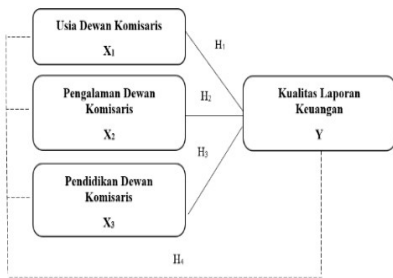 Usia Dewan Komisaris
X1
H1
Pengalaman Dewan
Komisaris
X2
H2
Kualitas Laporan
Keuangan
Y
H3
Pendidikan Dewan
Komisaris
X3
H4